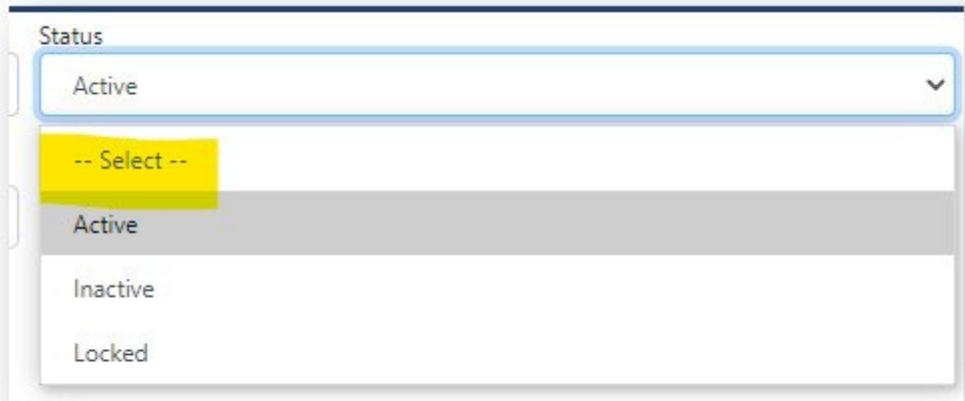 Status
Active
-- Select --
Active
Inactive
Locked